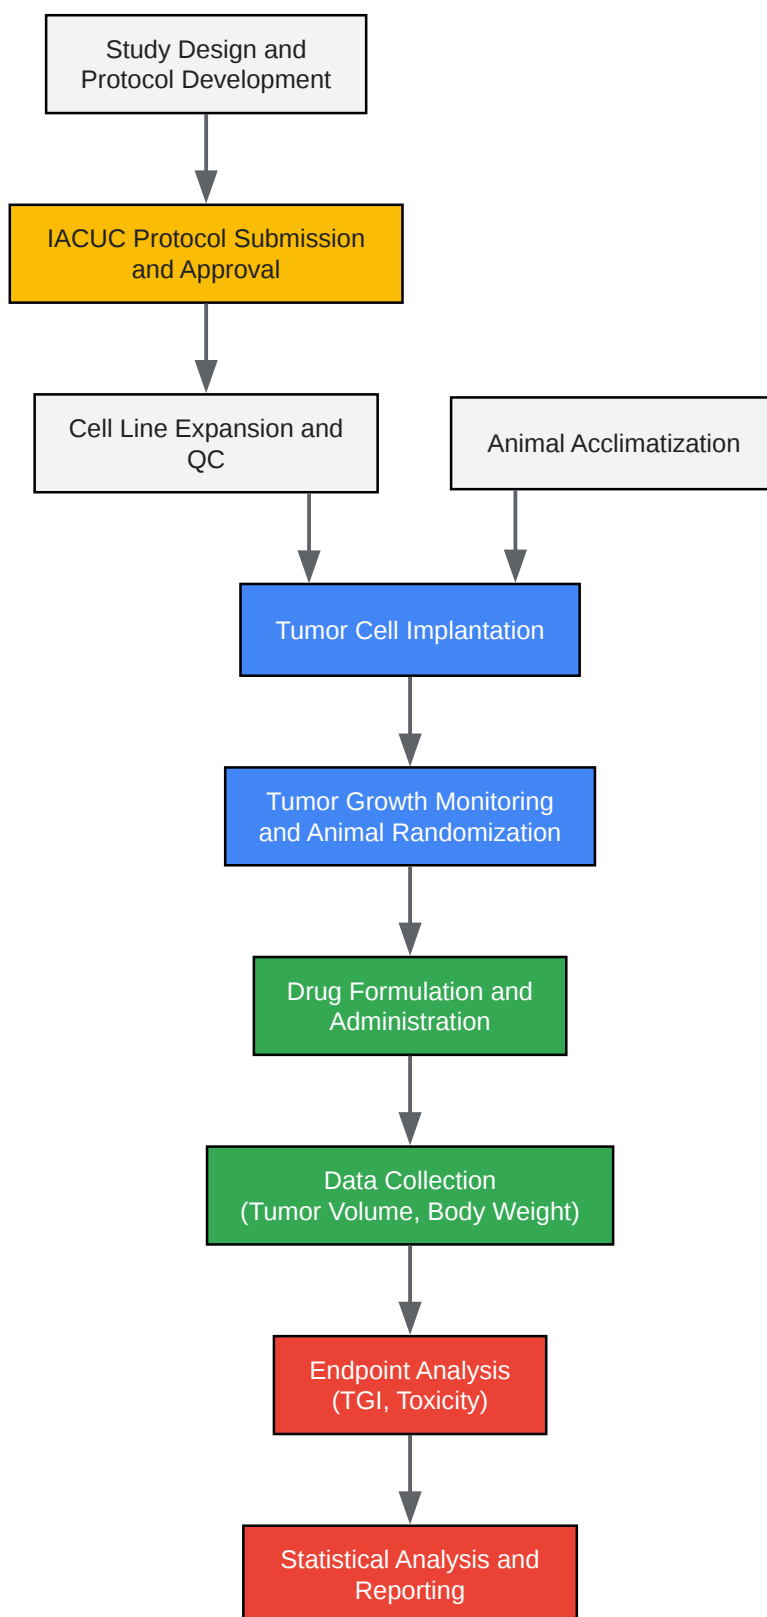 Study Design and
Protocol Development
IACUC Protocol Submission
and Approval
Cell Line Expansion and
QC
Animal Acclimatization
Tumor Cell Implantation
Tumor Growth Monitoring
and Animal Randomization
Drug Formulation and
Administration
Data Collection
(Tumor Volume, Body Weight)
Endpoint Analysis
(TGI, Toxicity)
Statistical Analysis and
Reporting